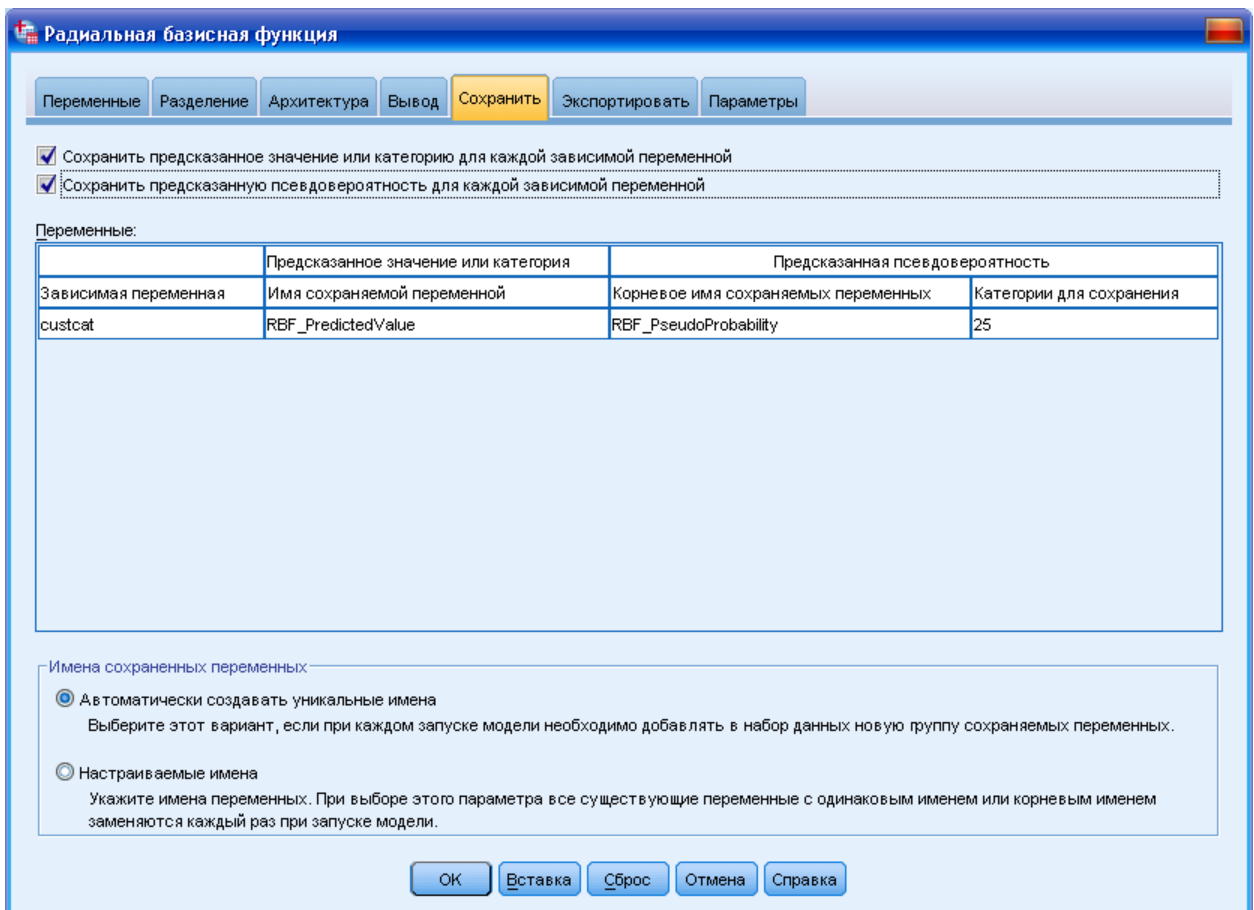 Радиальная базисная функция
Переменные Разделение Архитектура Вывод Сохранить Экспортировать Параметры
Сохранить предсказанное значение или категорию для каждой зависимой переменной
Сохранить предсказанную псевдовероятность для каждой зависимой переменной
Переменные:
Предсказанное значение или категория Предсказанная псевдовероятность
Зависимая переменная Имя сохраняемой переменной Корневое имя сохраняемых переменных Категории для сохранения
custcat RBF_PredictedValue RBF_PseudoProbability 25
Имена сохраненных переменных
Автоматически создавать уникальные имена
Выберите этот вариант, если при каждом запуске модели необходимо добавлять в набор данных новую группу сохраняемых переменных.
Настраиваемые имена
Укажите имена переменных. При выборе этого параметра все существующие переменные с одинаковым именем или корневым именем
заменяются каждый раз при запуске модели.
OK Вставка Сброс Отмена Справка